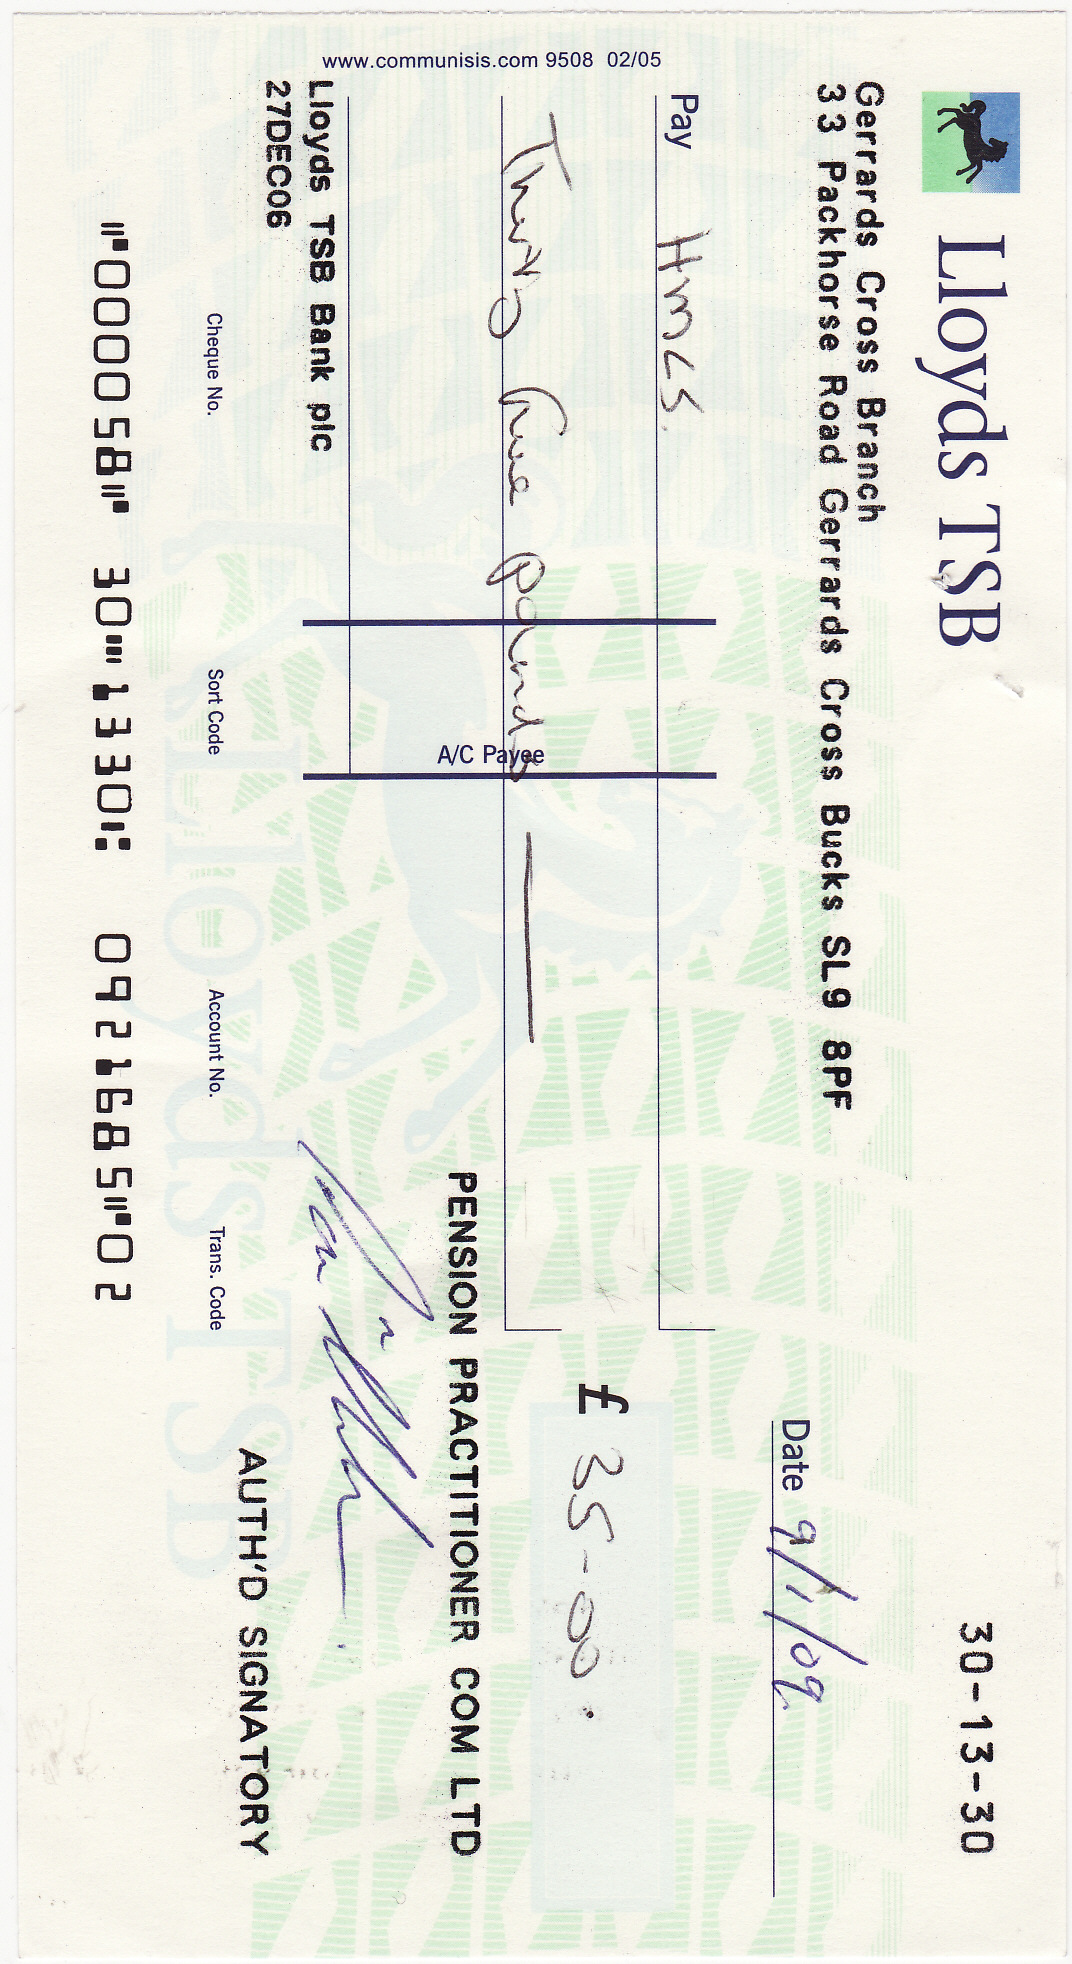 Lloyds TSB
30-13-30
Gerrards Cross Branch
33 Packhorse Road Gerrards Cross Bucks SL9 8PF
Date 9/1/09
Pay HMCS.
Thirty five pounds
£ 35-00.
A/C Payee
PENSION PRACTITIONER COM LTD
Lloyds TSB Bank plc
27DEC06
AUTH'D SIGNATORY
Cheque No. Sort Code Account No. Trans. Code
⑈000058⑈ 30⑉1330⑆ 0921685⑈02
www.communisis.com 9508 02/05
Lloyds TSB